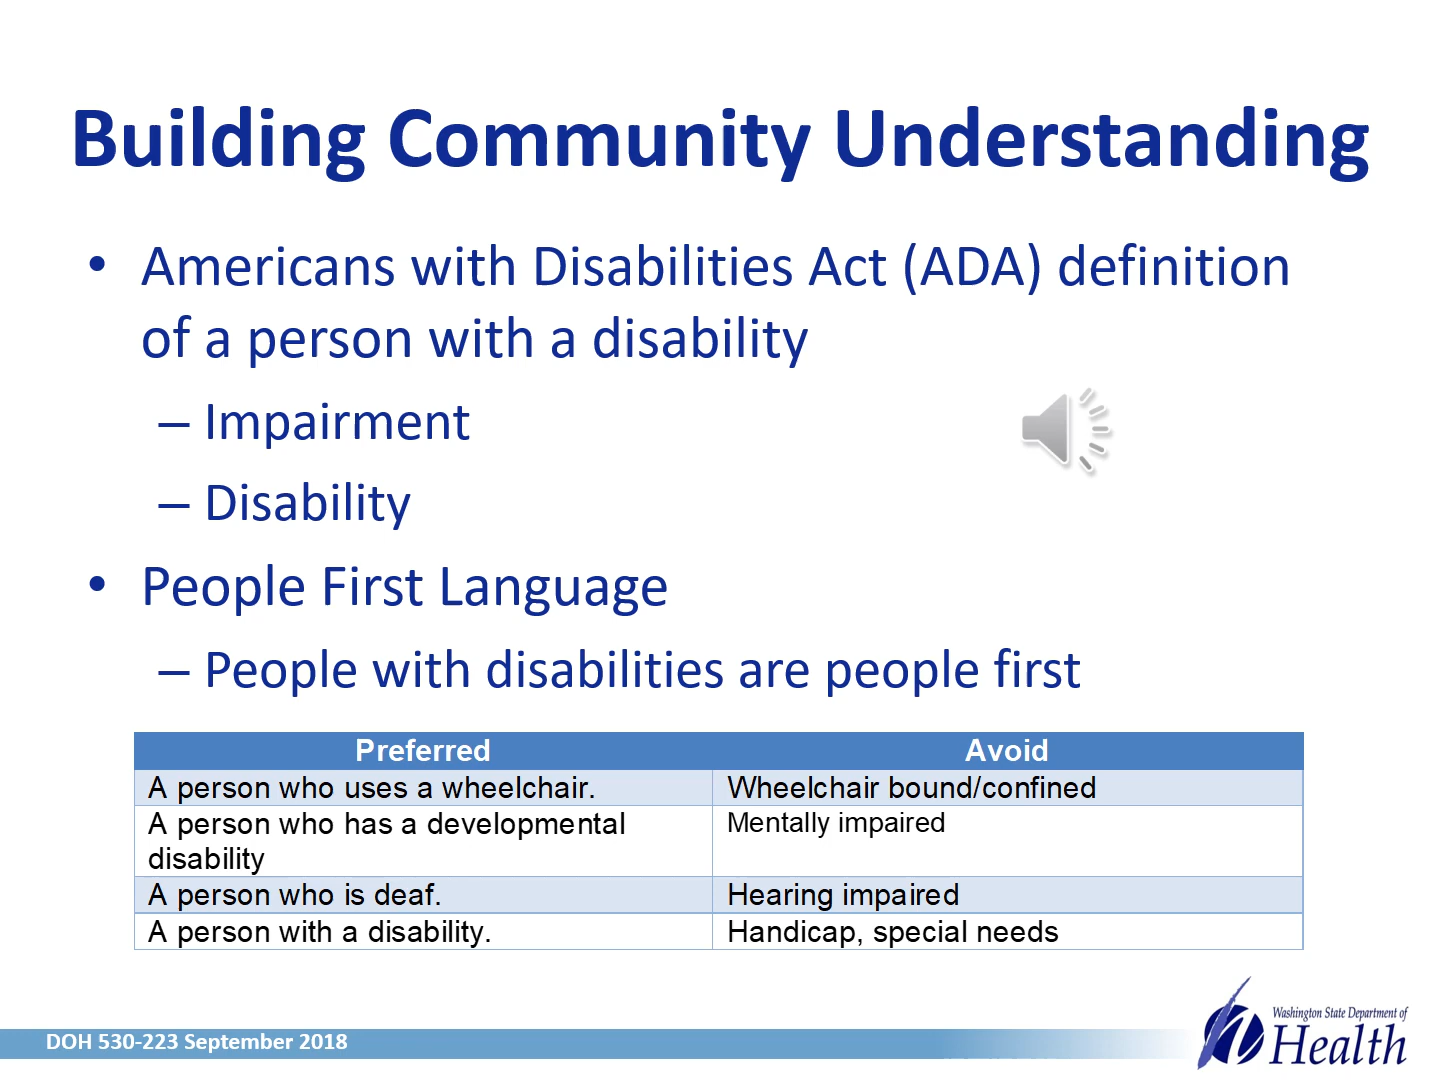 Building Community Understanding
• Americans with Disabilities Act (ADA) definition
of a person with a disability
– Impairment
– Disability
• People First Language
– People with disabilities are people first
Preferred Avoid
A person who uses a wheelchair. Wheelchair bound/confined
A person who has a developmental Mentally impaired
disability
A person who is deaf. Hearing impaired
A person with a disability. Handicap, special needs
DOH 530-223 September 2018
Washington State Department of
Health